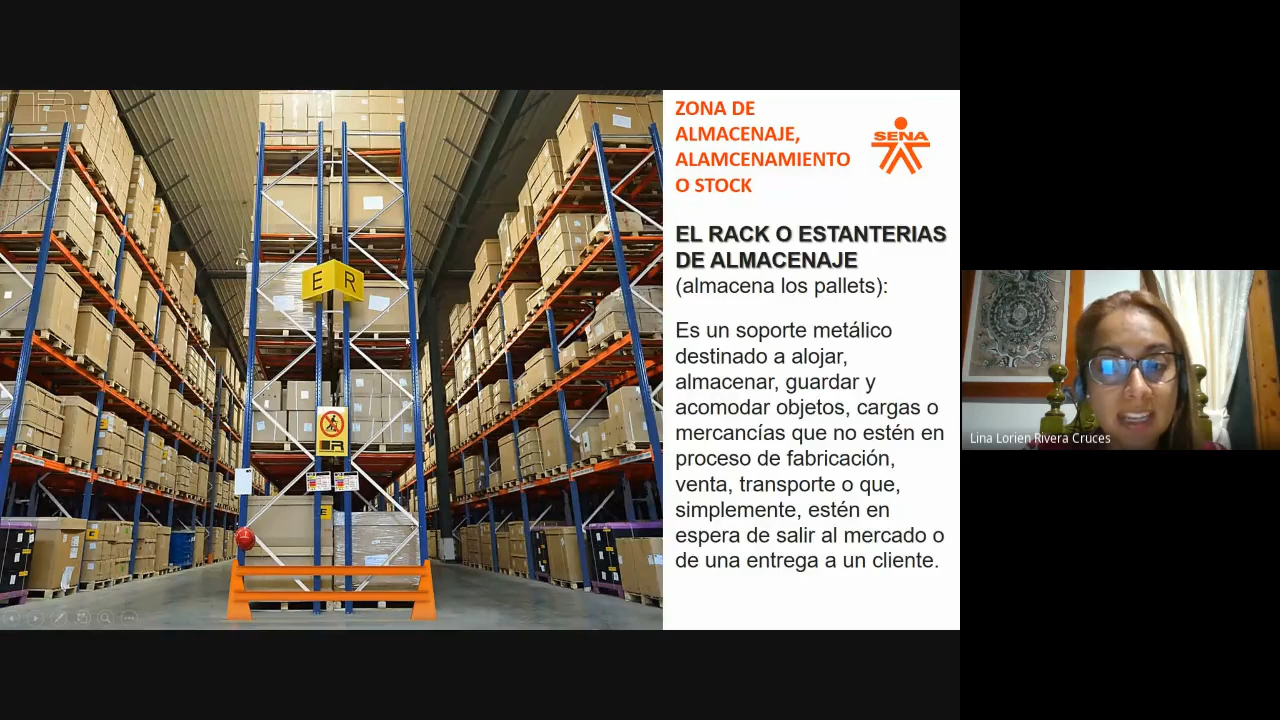 ZONA DE
ALMACENAJE,
ALAMCENAMIENTO
O STOCK
SENA
EL RACK O ESTANTERIAS
DE ALMACENAJE
(almacena los pallets):
Es un soporte metálico
destinado a alojar,
almacenar, guardar y
acomodar objetos, cargas o
mercancías que no estén en
proceso de fabricación,
venta, transporte o que,
simplemente, estén en
espera de salir al mercado o
de una entrega a un cliente.
E R
Lina Lorien Rivera Cruces